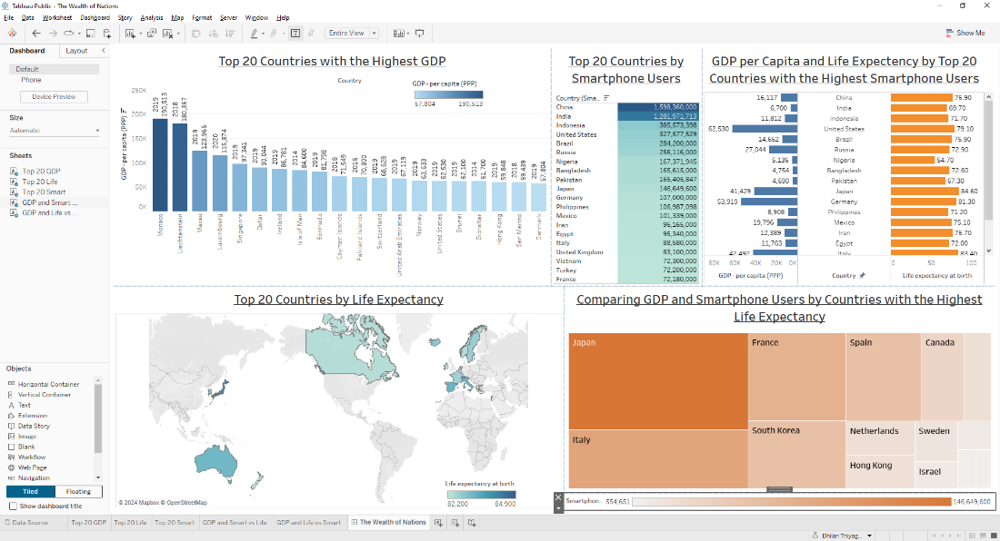 Tableau Public - The Wealth of Nations
File Data Worksheet Dashboard Story Analysis Map Format Server Window Help
Entire View
Show Me
Dashboard Layout
Default
Phone
Device Preview
Size
Automatic
Sheets
Top 20 GDP
Top 20 Life
Top 20 Smart
GDP and Smart ...
GDP and Life vs ...
Objects
Horizontal Container
Vertical Container
Text
Extension
Data Story
Image
Blank
Workflow
Web Page
Navigation
Tiled Floating
Show dashboard title
Top 20 Countries with the Highest GDP
Country
GDP - per capita (PPP)
57,804 190,513
GDP - per capita (PPP)
250K
200K
150K
100K
50K
0K
2019 190,513 Monaco
2018 180,367 Liechtenstein
2019 123,965 Macau
2020 115,874 Luxembourg
2019 97,341 Singapore
2019 90,044 Qatar
2019 86,781 Ireland
2014 84,600 Isle of Man
2019 81,798 Bermuda
2018 71,549 Cayman Islands
2015 70,800 Falkland Islands
2019 68,628 Switzerland
2019 67,119 United Arab Emirates
2019 63,633 Norway
2019 62,530 United States
2019 62,100 Brunei
2014 61,700 Gibraltar
2019 59,848 Hong Kong
2018 59,439 San Marino
2019 57,804 Denmark
Top 20 Countries by
Smartphone Users
Country (Sma..
China 1,598,360,000
India 1,281,971,713
Indonesia 385,573,398
United States 327,577,529
Brazil 284,200,000
Russia 256,116,000
Nigeria 167,371,945
Bangladesh 165,615,000
Pakistan 165,405,847
Japan 146,649,600
Germany 107,000,000
Philippines 106,987,098
Mexico 101,339,000
Iran 96,165,000
Egypt 95,340,000
Italy 88,580,000
United Kingdom 83,100,000
Vietnam 72,300,000
Turkey 72,200,000
France 72,180,000
GDP per Capita and Life Expectency by Top 20
Countries with the Highest Smartphone Users
16,117 China 76.90
6,700 India 69.70
11,812 Indonesia 71.70
62,530 United States 79.10
14,652 Brazil 75.90
27,044 Russia 72.90
5,136 Nigeria 54.70
4,754 Bangladesh 72.60
4,690 Pakistan 67.30
41,429 Japan 84.60
53,919 Germany 81.30
8,908 Philippines 71.20
19,796 Mexico 75.10
12,389 Iran 76.70
11,763 Egypt 72.00
42,492 Italy 83.40
80K 60K 40K 20K 0K 0 50 100
GDP - per capita (PPP) Country Life expectancy at birth
Top 20 Countries by Life Expectancy
Life expectancy at birth
82.200 84.900
© 2024 Mapbox © OpenStreetMap
Comparing GDP and Smartphone Users by Countries with the Highest
Life Expectancy
Japan France Spain Canada
Italy South Korea Netherlands Sweden
Hong Kong Israel
Smartphon.. 554,651 146,649,600
Data Source Top 20 GDP Top 20 Life Top 20 Smart GDP and Smart vs Life GDP and Life vs Smart The Wealth of Nations
Dhilan Thiyag...